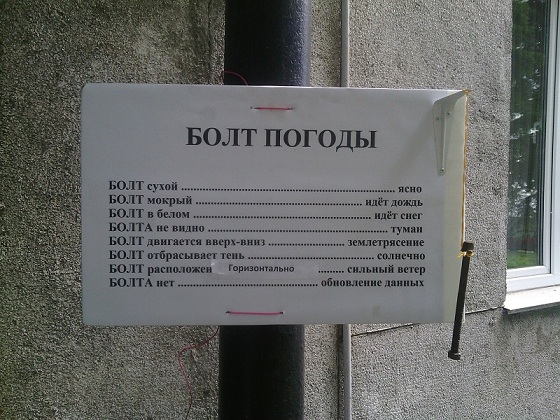 БОЛТ ПОГОДЫ
БОЛТ сухой ........ ясно
БОЛТ мокрый ........ идёт дождь
БОЛТ в белом ........ идёт снег
БОЛТА не видно ........ туман
БОЛТ двигается вверх-вниз ........ землетрясение
БОЛТ отбрасывает тень ........ солнечно
БОЛТ расположен Горизонтально ........ сильный ветер
БОЛТА нет ........ обновление данных